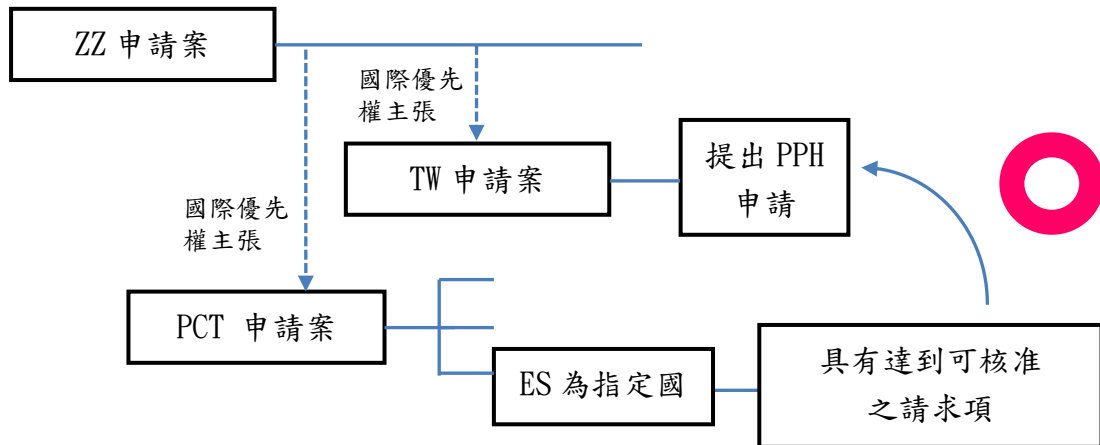 ZZ 申請案
國際優先
權主張
TW 申請案
提出 PPH
申請
國際優先
權主張
PCT 申請案
ES 為指定國
具有達到可核准
之請求項